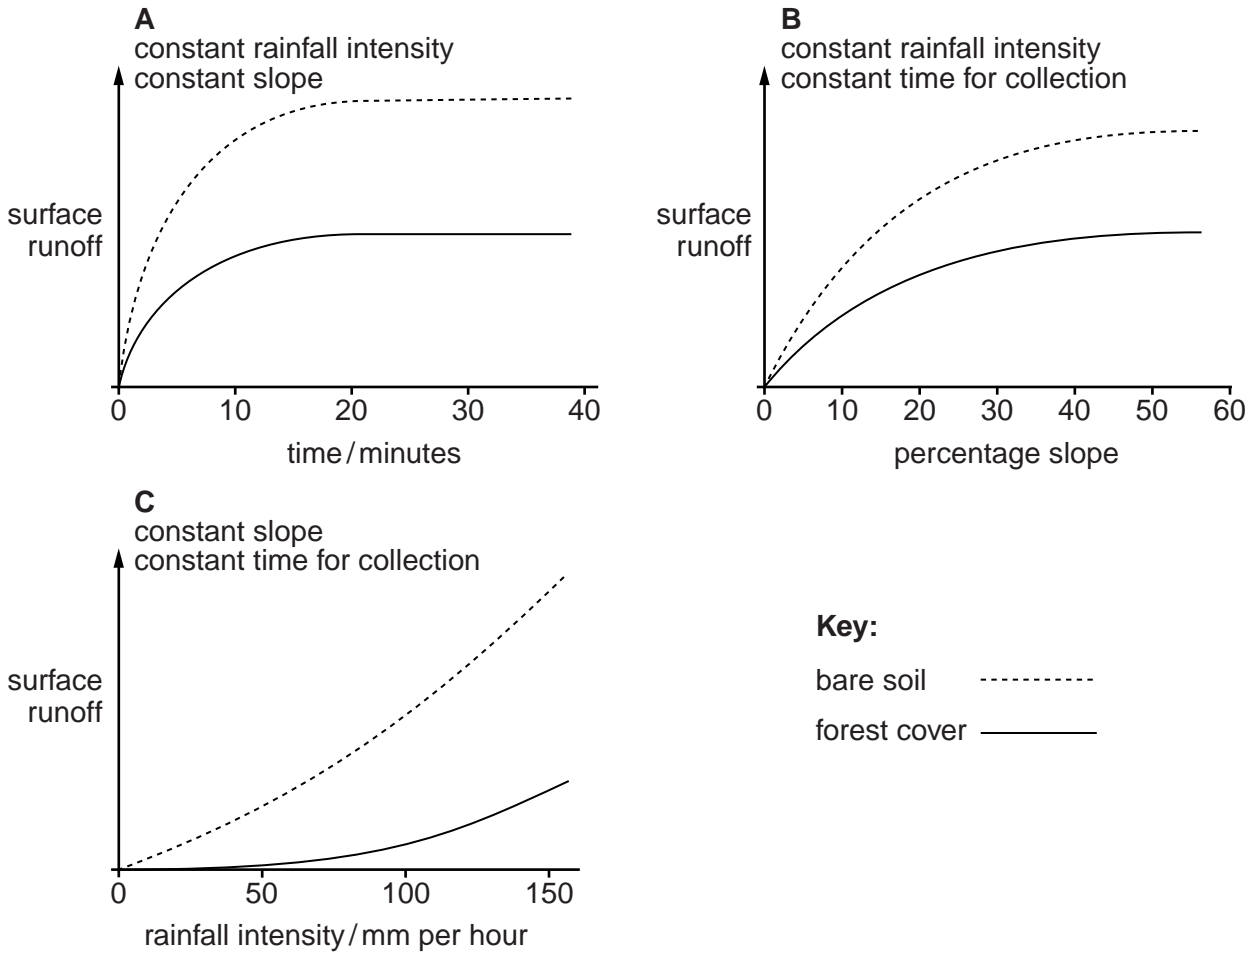 A
constant rainfall intensity
constant slope
surface
runoff
0 10 20 30 40
time / minutes
B
constant rainfall intensity
constant time for collection
surface
runoff
0 10 20 30 40 50 60
percentage slope
C
constant slope
constant time for collection
surface
runoff
0 50 100 150
rainfall intensity / mm per hour
Key:
bare soil
forest cover